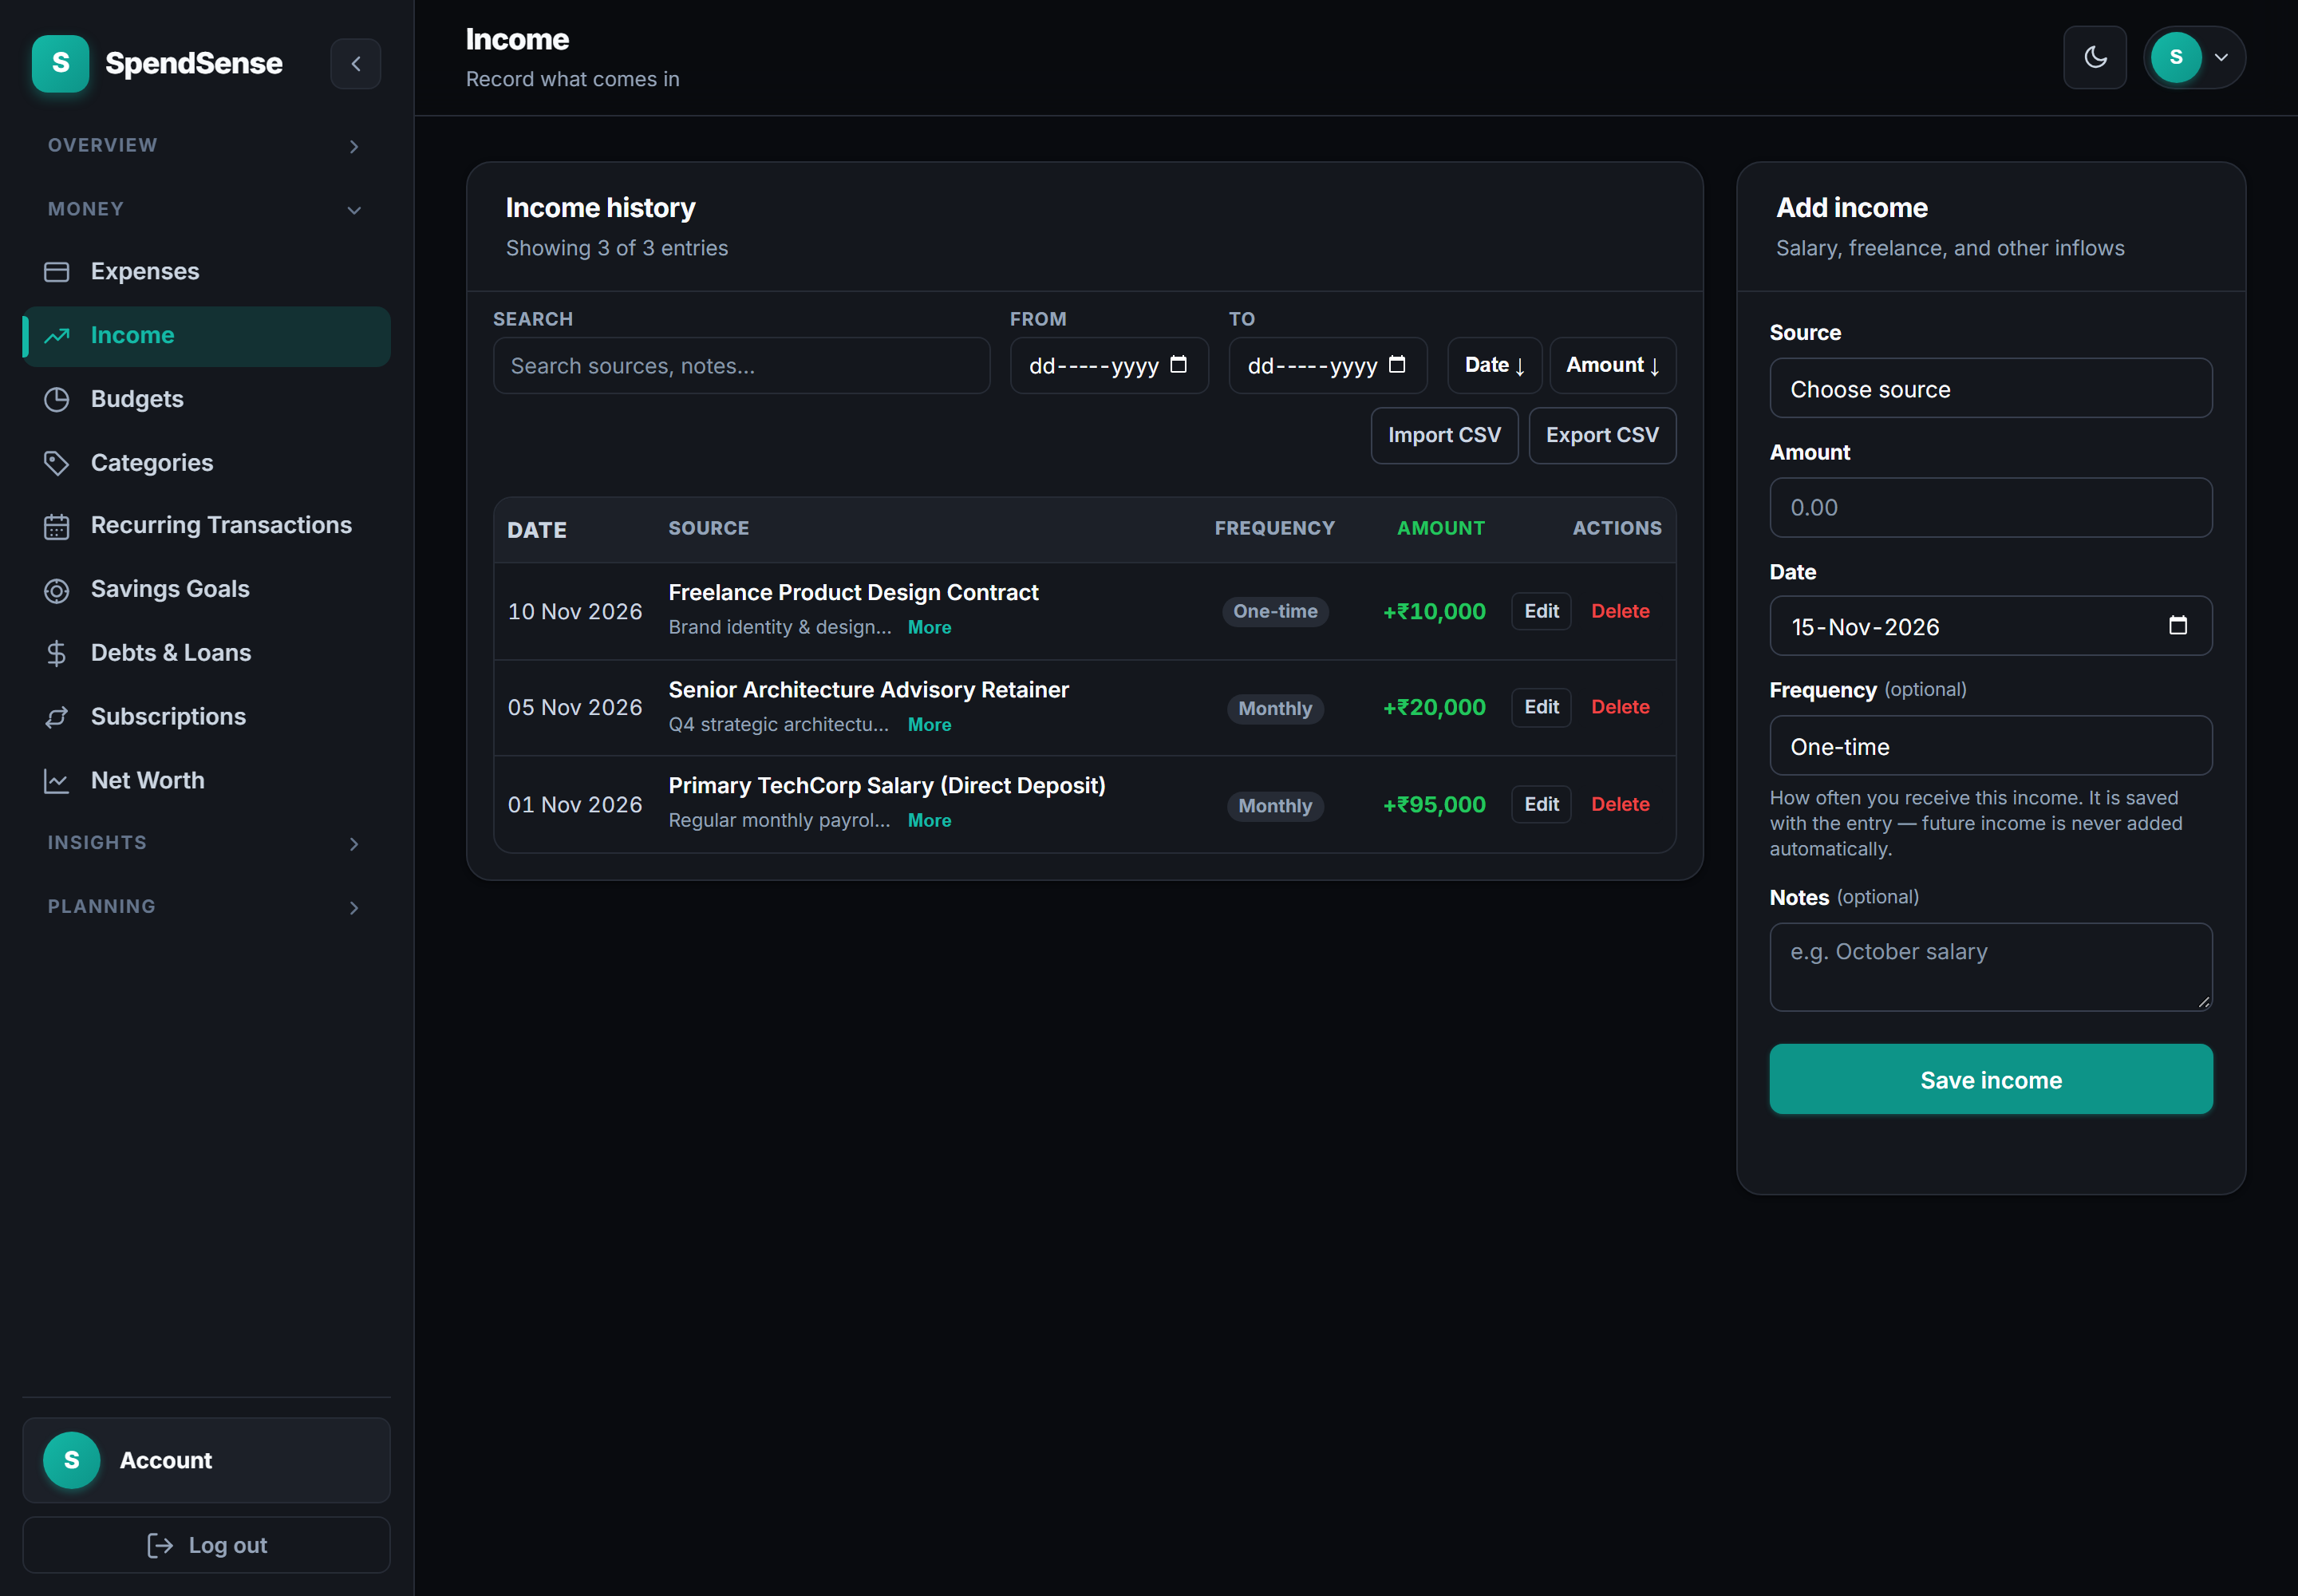 S SpendSense
OVERVIEW
MONEY
Expenses
Income
Budgets
Categories
Recurring Transactions
Savings Goals
Debts & Loans
Subscriptions
Net Worth
INSIGHTS
PLANNING
S Account
Log out
Income
Record what comes in
S
Income history
Showing 3 of 3 entries
SEARCH FROM TO
Search sources, notes... dd-----yyyy dd-----yyyy Date ↓ Amount ↓
Import CSV Export CSV
DATE SOURCE FREQUENCY AMOUNT ACTIONS
10 Nov 2026 Freelance Product Design Contract One-time +₹10,000 Edit Delete
Brand identity & design... More
05 Nov 2026 Senior Architecture Advisory Retainer Monthly +₹20,000 Edit Delete
Q4 strategic architectu... More
01 Nov 2026 Primary TechCorp Salary (Direct Deposit) Monthly +₹95,000 Edit Delete
Regular monthly payrol... More
Add income
Salary, freelance, and other inflows
Source
Choose source
Amount
0.00
Date
15-Nov-2026
Frequency (optional)
One-time
How often you receive this income. It is saved
with the entry — future income is never added
automatically.
Notes (optional)
e.g. October salary
Save income